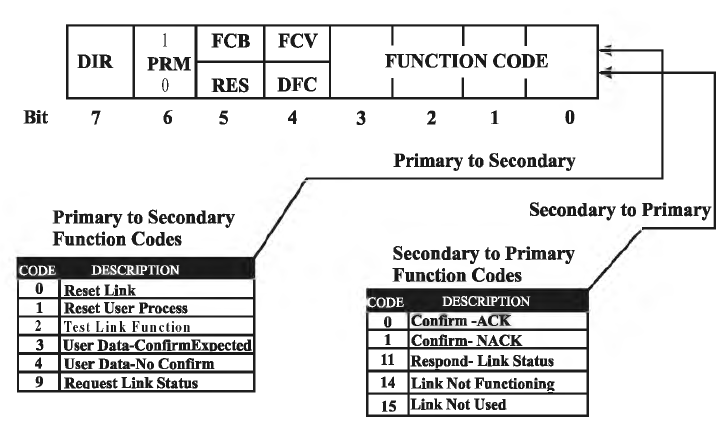 DIR 1 FCB FCV
PRM FUNCTION CODE
0 RES DFC
Bit 7 6 5 4 3 2 1 0
Primary to Secondary
Secondary to Primary
Primary to Secondary
Function Codes
CODE DESCRIPTION
0 Reset Link
1 Reset User Process
2 Test Link Function
3 User Data-ConfirmExpected
4 User Data-No Confirm
9 Request Link Status
Secondary to Primary
Function Codes
CODE DESCRIPTION
0 Confirm -ACK
1 Confirm- NACK
11 Respond- Link Status
14 Link Not Functioning
15 Link Not Used